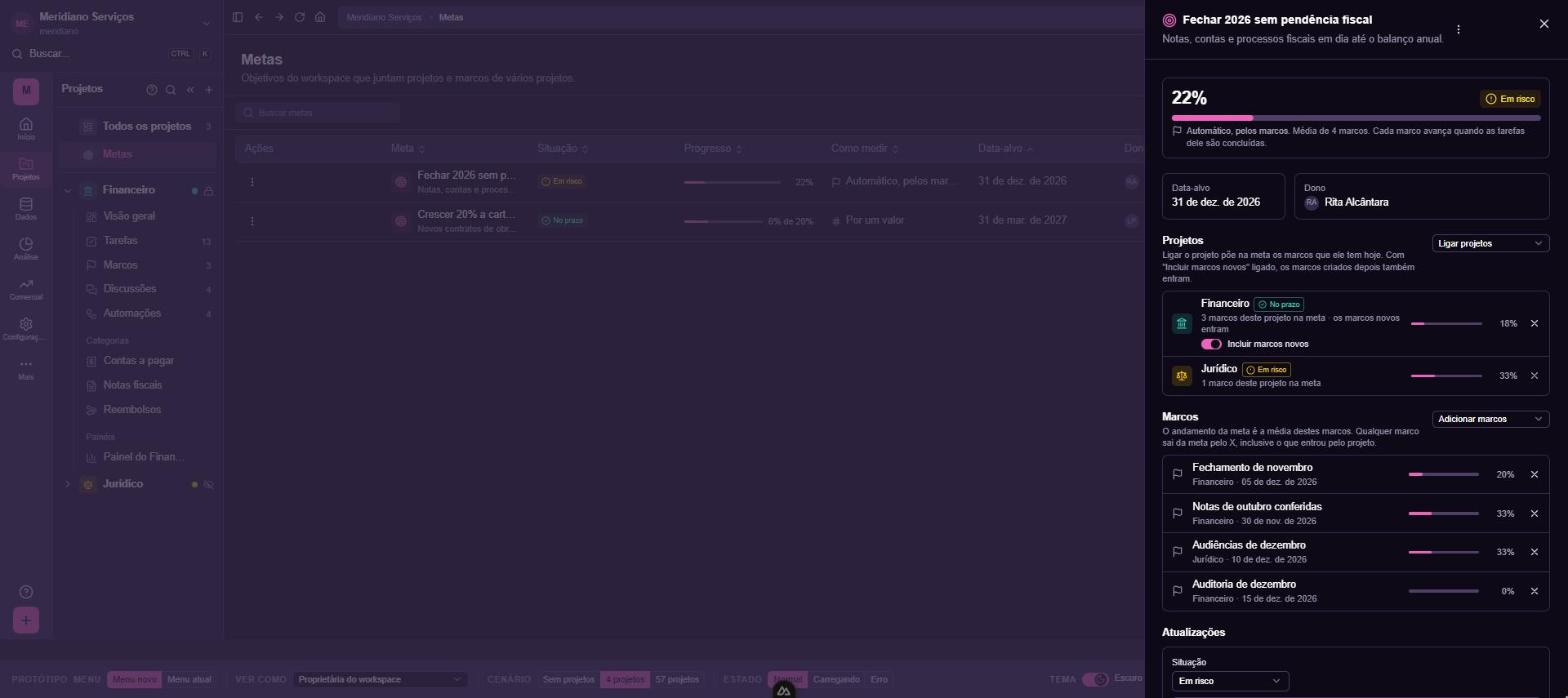 ME
Meridiano Serviços
meridiano
Buscar...
CTRL
K
M
Início
Projetos
Dados
Análise
Comercial
Configuraç...
Mais
Projetos
Todos os projetos
3
Metas
Financeiro
Visão geral
Tarefas
13
Marcos
3
Discussões
4
Automações
4
Categorias
Contas a pagar
Notas fiscais
Reembolsos
Painéis
Painel do Finan...
Jurídico
Meridiano Serviços
Metas
Metas
Objetivos do workspace que juntam projetos e marcos de vários projetos.
Buscar metas
Ações
Meta
Situação
Progresso
Como medir
Data-alvo
Don
Fechar 2026 sem p...
Notas, contas e proces...
Em risco
22%
Automático, pelos mar...
31 de dez. de 2026
RA
Crescer 20% a cart...
Novos contratos de obr...
No prazo
6% de 20%
Por um valor
31 de mar. de 2027
Fechar 2026 sem pendência fiscal
Notas, contas e processos fiscais em dia até o balanço anual.
22%
Em risco
Automático, pelos marcos. Média de 4 marcos. Cada marco avança quando as tarefas
dele são concluídas.
Data-alvo
31 de dez. de 2026
Dono
RA
Rita Alcântara
Projetos
Ligar projetos
Ligar o projeto põe na meta os marcos que ele tem hoje. Com
"Incluir marcos novos" ligado, os marcos criados depois também
entram.
Financeiro
No prazo
3 marcos deste projeto na meta · os marcos novos
entram
18%
Incluir marcos novos
Jurídico
Em risco
1 marco deste projeto na meta
33%
Marcos
Adicionar marcos
O andamento da meta é a média destes marcos. Qualquer marco
sai da meta pelo X, inclusive o que entrou pelo projeto.
Fechamento de novembro
Financeiro · 05 de dez. de 2026
20%
Notas de outubro conferidas
Financeiro · 30 de nov. de 2026
33%
Audiências de dezembro
Jurídico · 10 de dez. de 2026
33%
Auditoria de dezembro
Financeiro · 15 de dez. de 2026
0%
Atualizações
Situação
Em risco
PROTÓTIPO
MENU
Menu novo
Menu atual
VER COMO
Proprietária do workspace
CENÁRIO
Sem projetos
4 projetos
57 projetos
ESTADO
Normal
Carregando
Erro
TEMA
Escuro